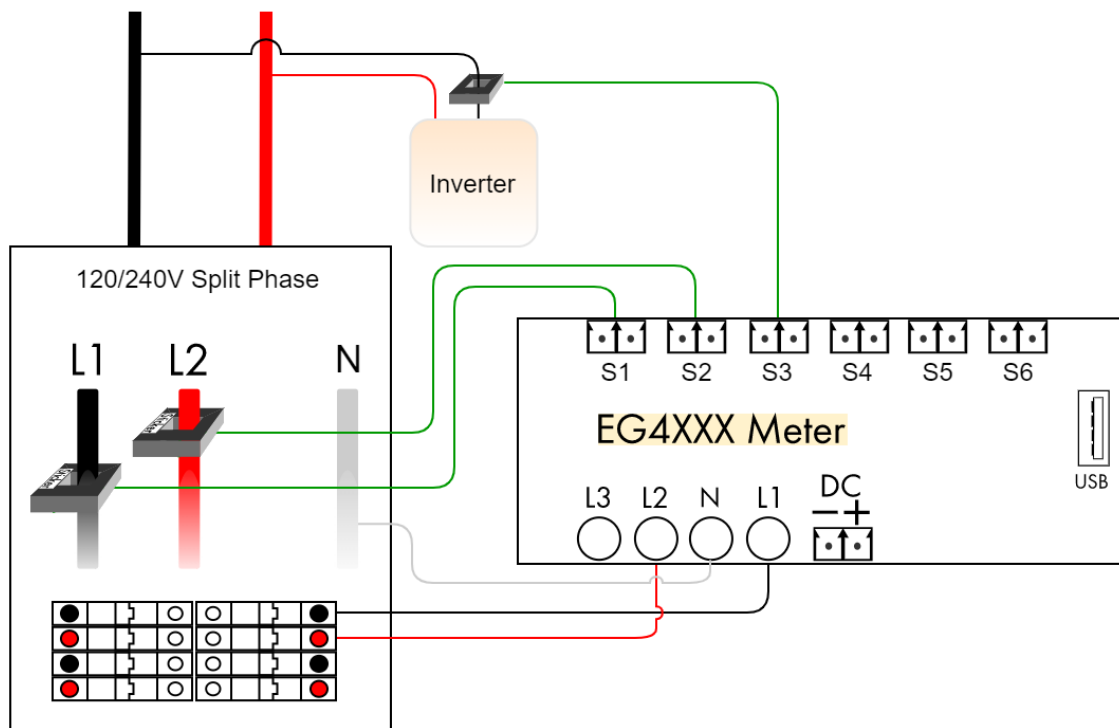 Inverter
120/240V Split Phase
L1 L2 N
S1 S2 S3 S4 S5 S6
EG4XXX Meter
USB
L3 L2 N L1 DC
− +